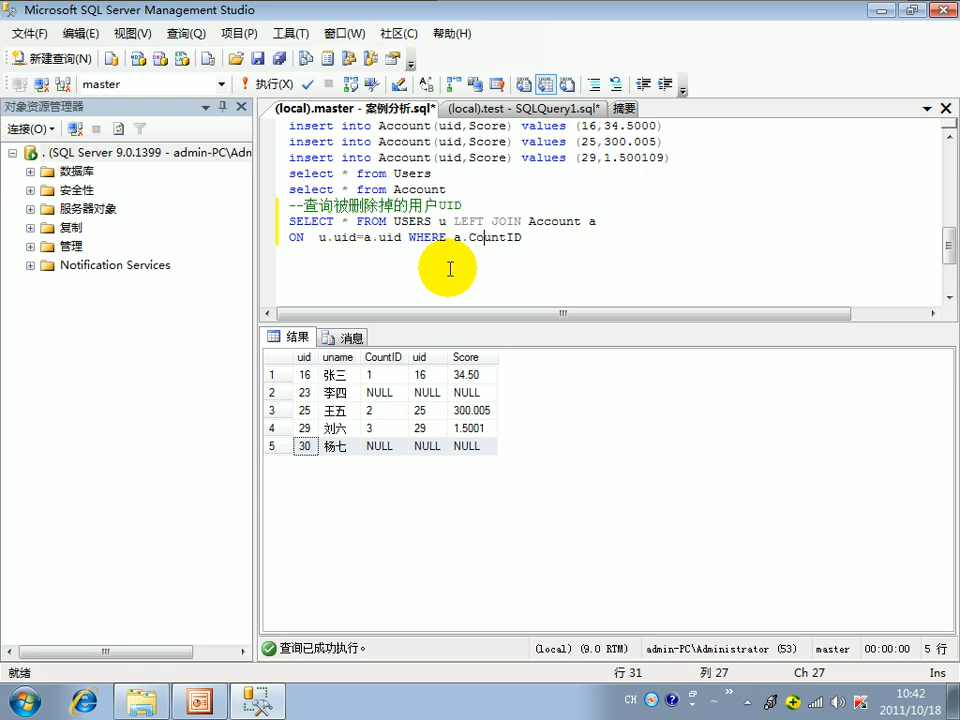 Microsoft SQL Server Management Studio
文件(F) 编辑(E) 视图(V) 查询(Q) 项目(P) 工具(T) 窗口(W) 社区(C) 帮助(H)
新建查询(N)
master 执行(X)
对象资源管理器
连接(O)
. (SQL Server 9.0.1399 - admin-PC\Adn
数据库
安全性
服务器对象
复制
管理
Notification Services
(local).master - 案例分析.sql* (local).test - SQLQuery1.sql* 摘要
insert into Account(uid,Score) values (16,34.5000)
insert into Account(uid,Score) values (25,300.005)
insert into Account(uid,Score) values (29,1.500109)
select * from Users
select * from Account
--查询被删除掉的用户UID
SELECT * FROM USERS u LEFT JOIN Account a
ON u.uid=a.uid WHERE a.CountID
结果 消息
uid uname CountID uid Score
1 16 张三 1 16 34.50
2 23 李四 NULL NULL NULL
3 25 王五 2 25 300.005
4 29 刘六 3 29 1.5001
5 30 杨七 NULL NULL NULL
查询已成功执行。 (local) (9.0 RTM) admin-PC\Administrator (53) master 00:00:00 5 行
就绪 行 31 列 27 Ch 27 Ins
CH 10:42
2011/10/18